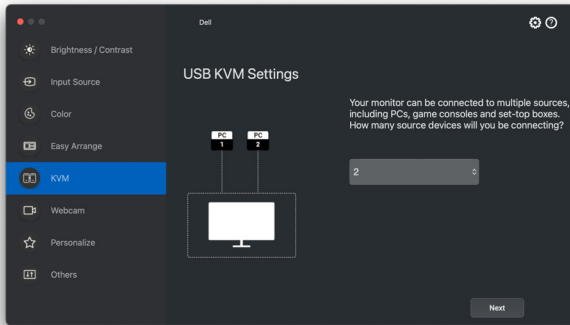 Dell
Brightness / Contrast
Input Source
Color
Easy Arrange
KVM
Webcam
Personalize
Others
USB KVM Settings
PC
1
PC
2
Your monitor can be connected to multiple sources,
including PCs, game consoles and set-top boxes.
How many source devices will you be connecting?
2
Next